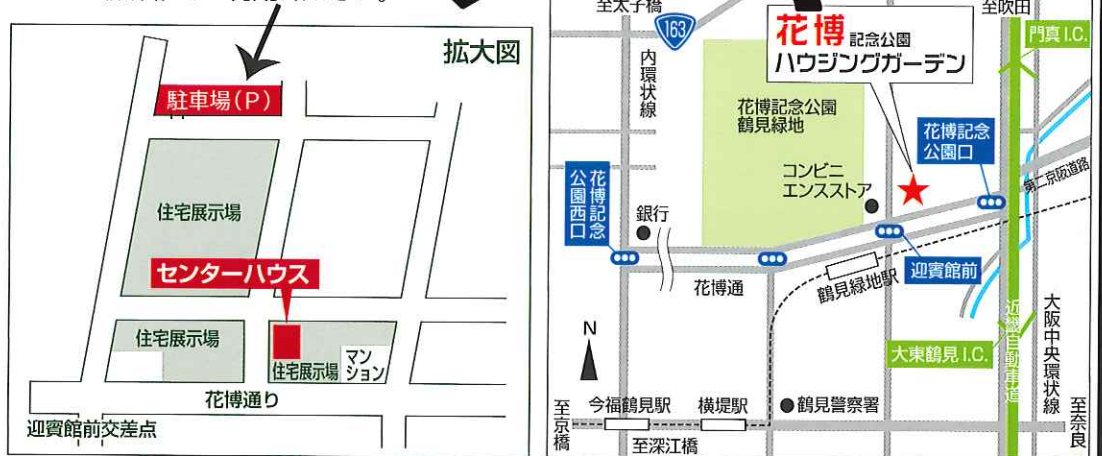 拡大図
駐車場(P)
住宅展示場
センターハウス
住宅展示場
住宅展示場
マン
ション
花博通り
迎賓館前交差点
至太子橋
163
内環状線
花博記念公園
ハウジングガーデン
至吹田
門真I.C.
花博記念公園
鶴見緑地
花博記念
公園口
コンビニ
エンスストア
第二京阪道路
花博記念
公園西口
銀行
迎賓館前
花博通
鶴見緑地駅
N
近畿自動車道
大阪中央環状線
大東鶴見I.C.
至京橋
今福鶴見駅
横堤駅
鶴見警察署
至深江橋
至奈良